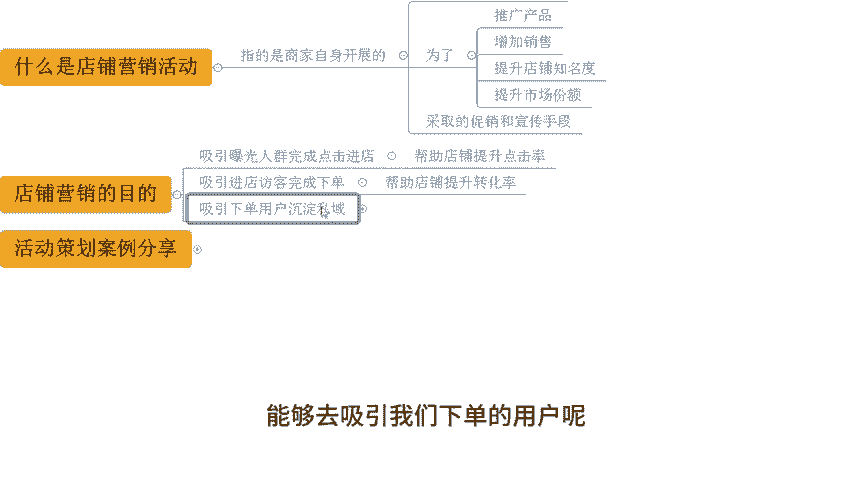 什么是店铺营销活动
指的是商家自身开展的
为了
推广产品
增加销售
提升店铺知名度
提升市场份额
采取的促销和宣传手段
店铺营销的目的
吸引曝光人群完成点击进店
帮助店铺提升点击率
吸引进店访客完成下单
帮助店铺提升转化率
吸引下单用户沉淀私域
活动策划案例分享
能够去吸引我们下单的用户呢